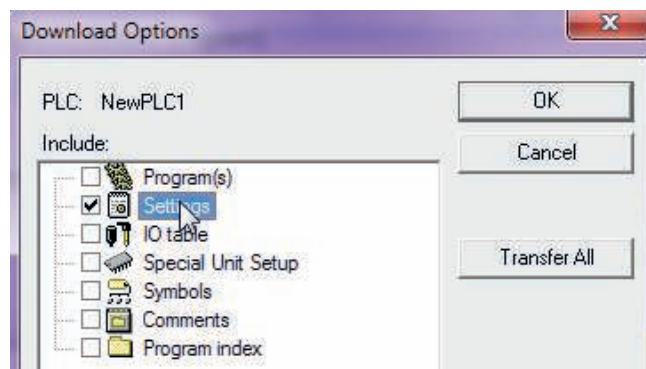 Download Options
PLC: NewPLC1
OK
Include:
Cancel
Program(s)
Settings
IO table
Special Unit Setup
Transfer All
Symbols
Comments
Program index